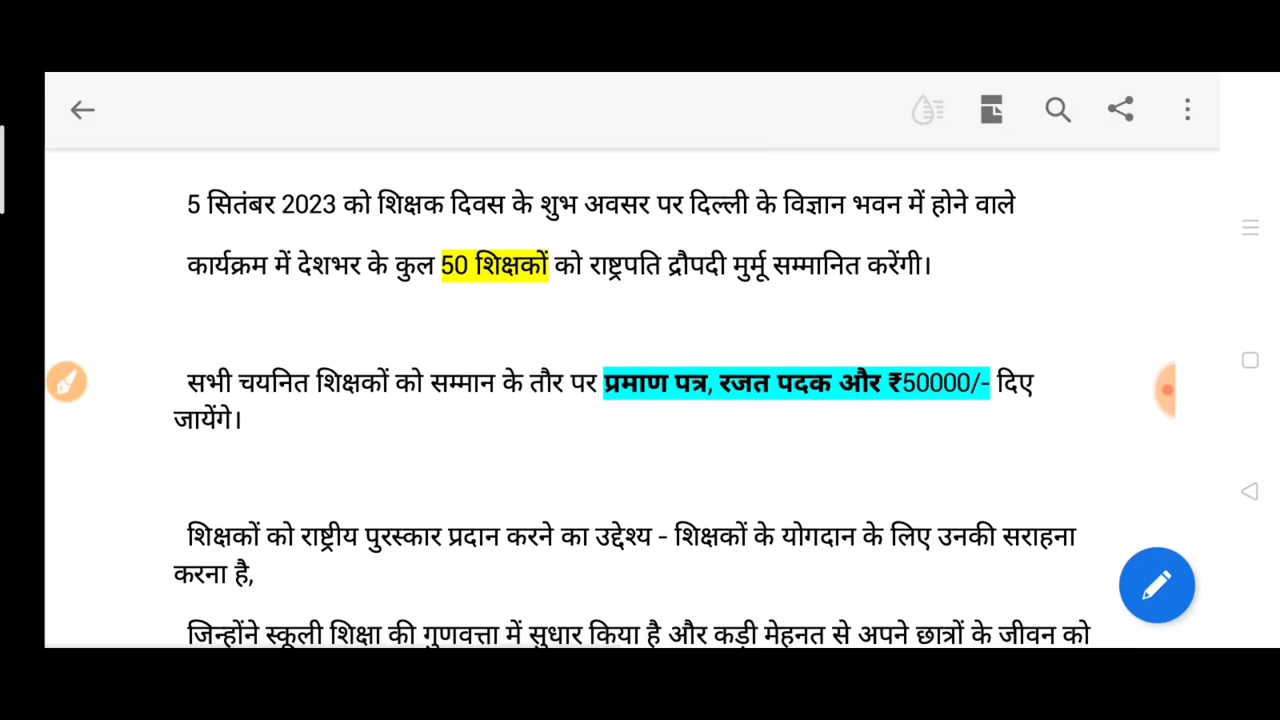 5 सितंबर 2023 को शिक्षक दिवस के शुभ अवसर पर दिल्ली के विज्ञान भवन में होने वाले
कार्यक्रम में देशभर के कुल 50 शिक्षकों को राष्ट्रपति द्रौपदी मुर्मू सम्मानित करेंगी।
सभी चयनित शिक्षकों को सम्मान के तौर पर प्रमाण पत्र, रजत पदक और ₹50000/- दिए
जायेंगे।
शिक्षकों को राष्ट्रीय पुरस्कार प्रदान करने का उद्देश्य - शिक्षकों के योगदान के लिए उनकी सराहना
करना है,
जिन्होंने स्कूली शिक्षा की गुणवत्ता में सुधार किया है और कड़ी मेहनत से अपने छात्रों के जीवन को